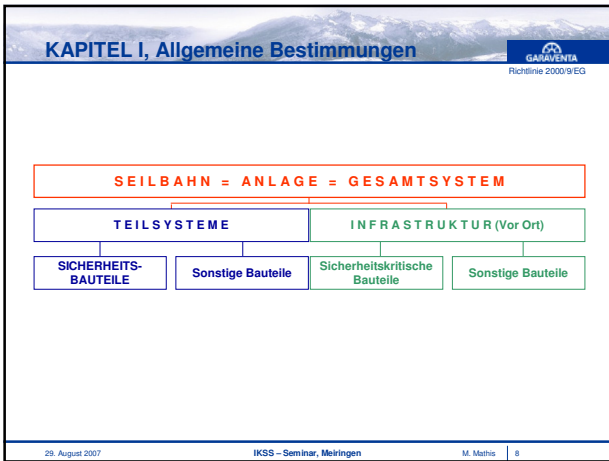 KAPITEL I, Allgemeine Bestimmungen
GARAVENTA
Richtlinie 2000/9/EG
SEILBAHN = ANLAGE = GESAMTSYSTEM
TEILSYSTEME
INFRASTRUKTUR (Vor Ort)
SICHERHEITS-
BAUTEILE
Sonstige Bauteile
Sicherheitskritische
Bauteile
Sonstige Bauteile
29. August 2007
IKSS – Seminar, Meiringen
M. Mathis
8